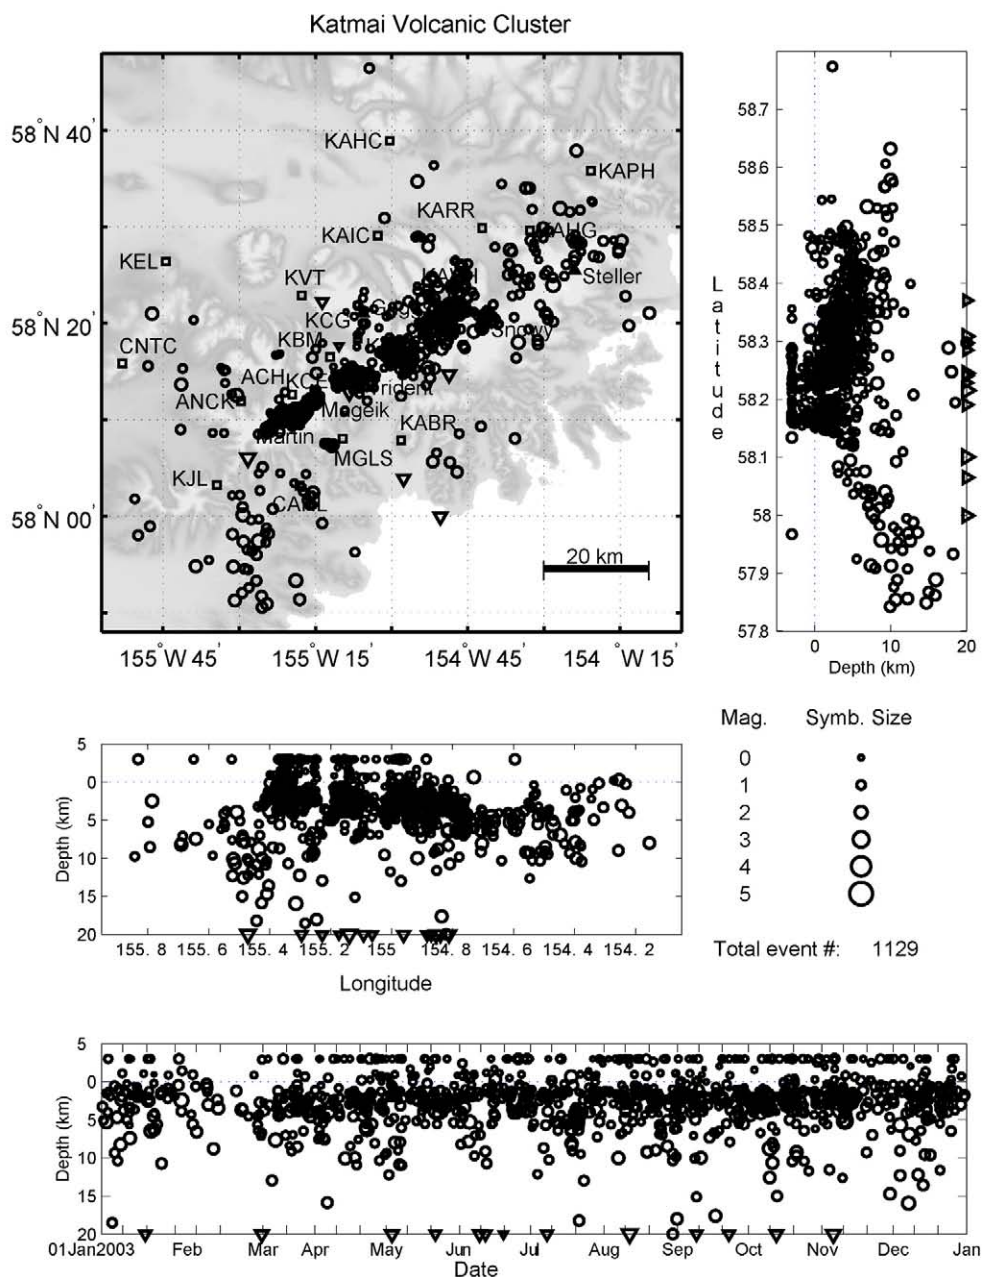 Katmai Volcanic Cluster
58°N 40'
58°N 20'
58°N 00'
KAHC
KAPH
KARR
KAHG
KAIC
KEL
KVT
Steller
KCG
Snowy
KBM
CNTC
ACH
KCE
Trident
ANCK
Mageik
KABR
Martin
MGLS
KJL
CAHL
20 km
155°W 45'
155°W 15'
154°W 45'
154°W 15'
Latitude
58.7
58.6
58.5
58.4
58.3
58.2
58.1
58
57.9
57.8
0 10 20
Depth (km)
Mag. Symb. Size
0
1
2
3
4
5
Total event #: 1129
5
0
5
10
15
20
Depth (km)
155.8 155.6 155.4 155.2 155 154.8 154.6 154.4 154.2
Longitude
5
0
5
10
15
20
Depth (km)
01Jan2003 Feb Mar Apr May Jun Jul Aug Sep Oct Nov Dec Jan
Date